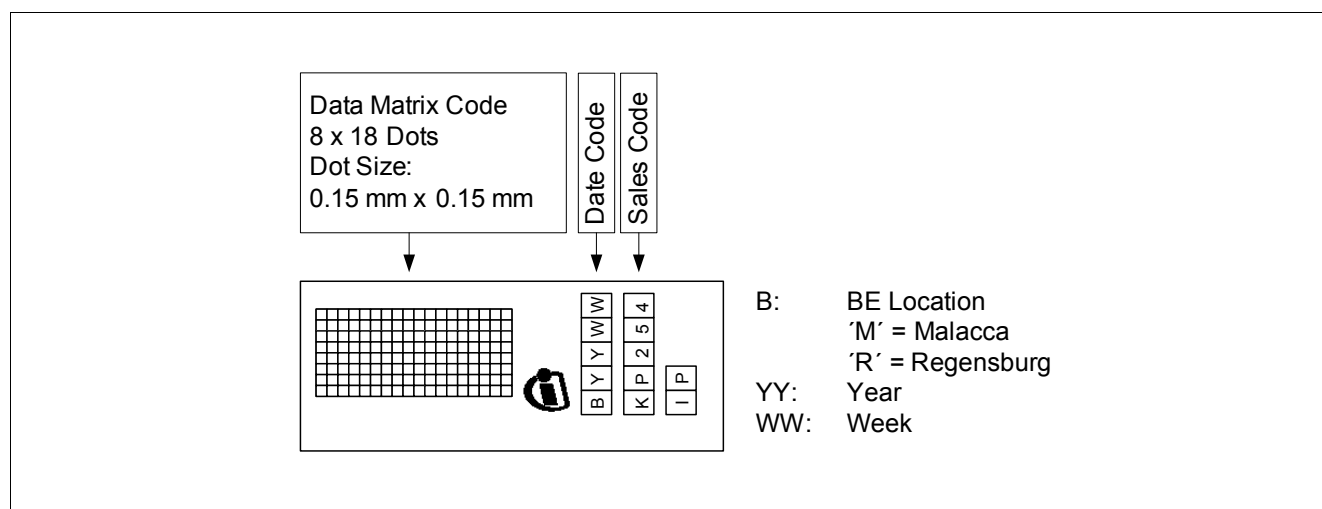 Data Matrix Code
8 x 18 Dots
Dot Size:
0.15 mm x 0.15 mm
Date Code
Sales Code
BYYWW
KP254
IP
B: BE Location
´M´ = Malacca
´R´ = Regensburg
YY: Year
WW: Week